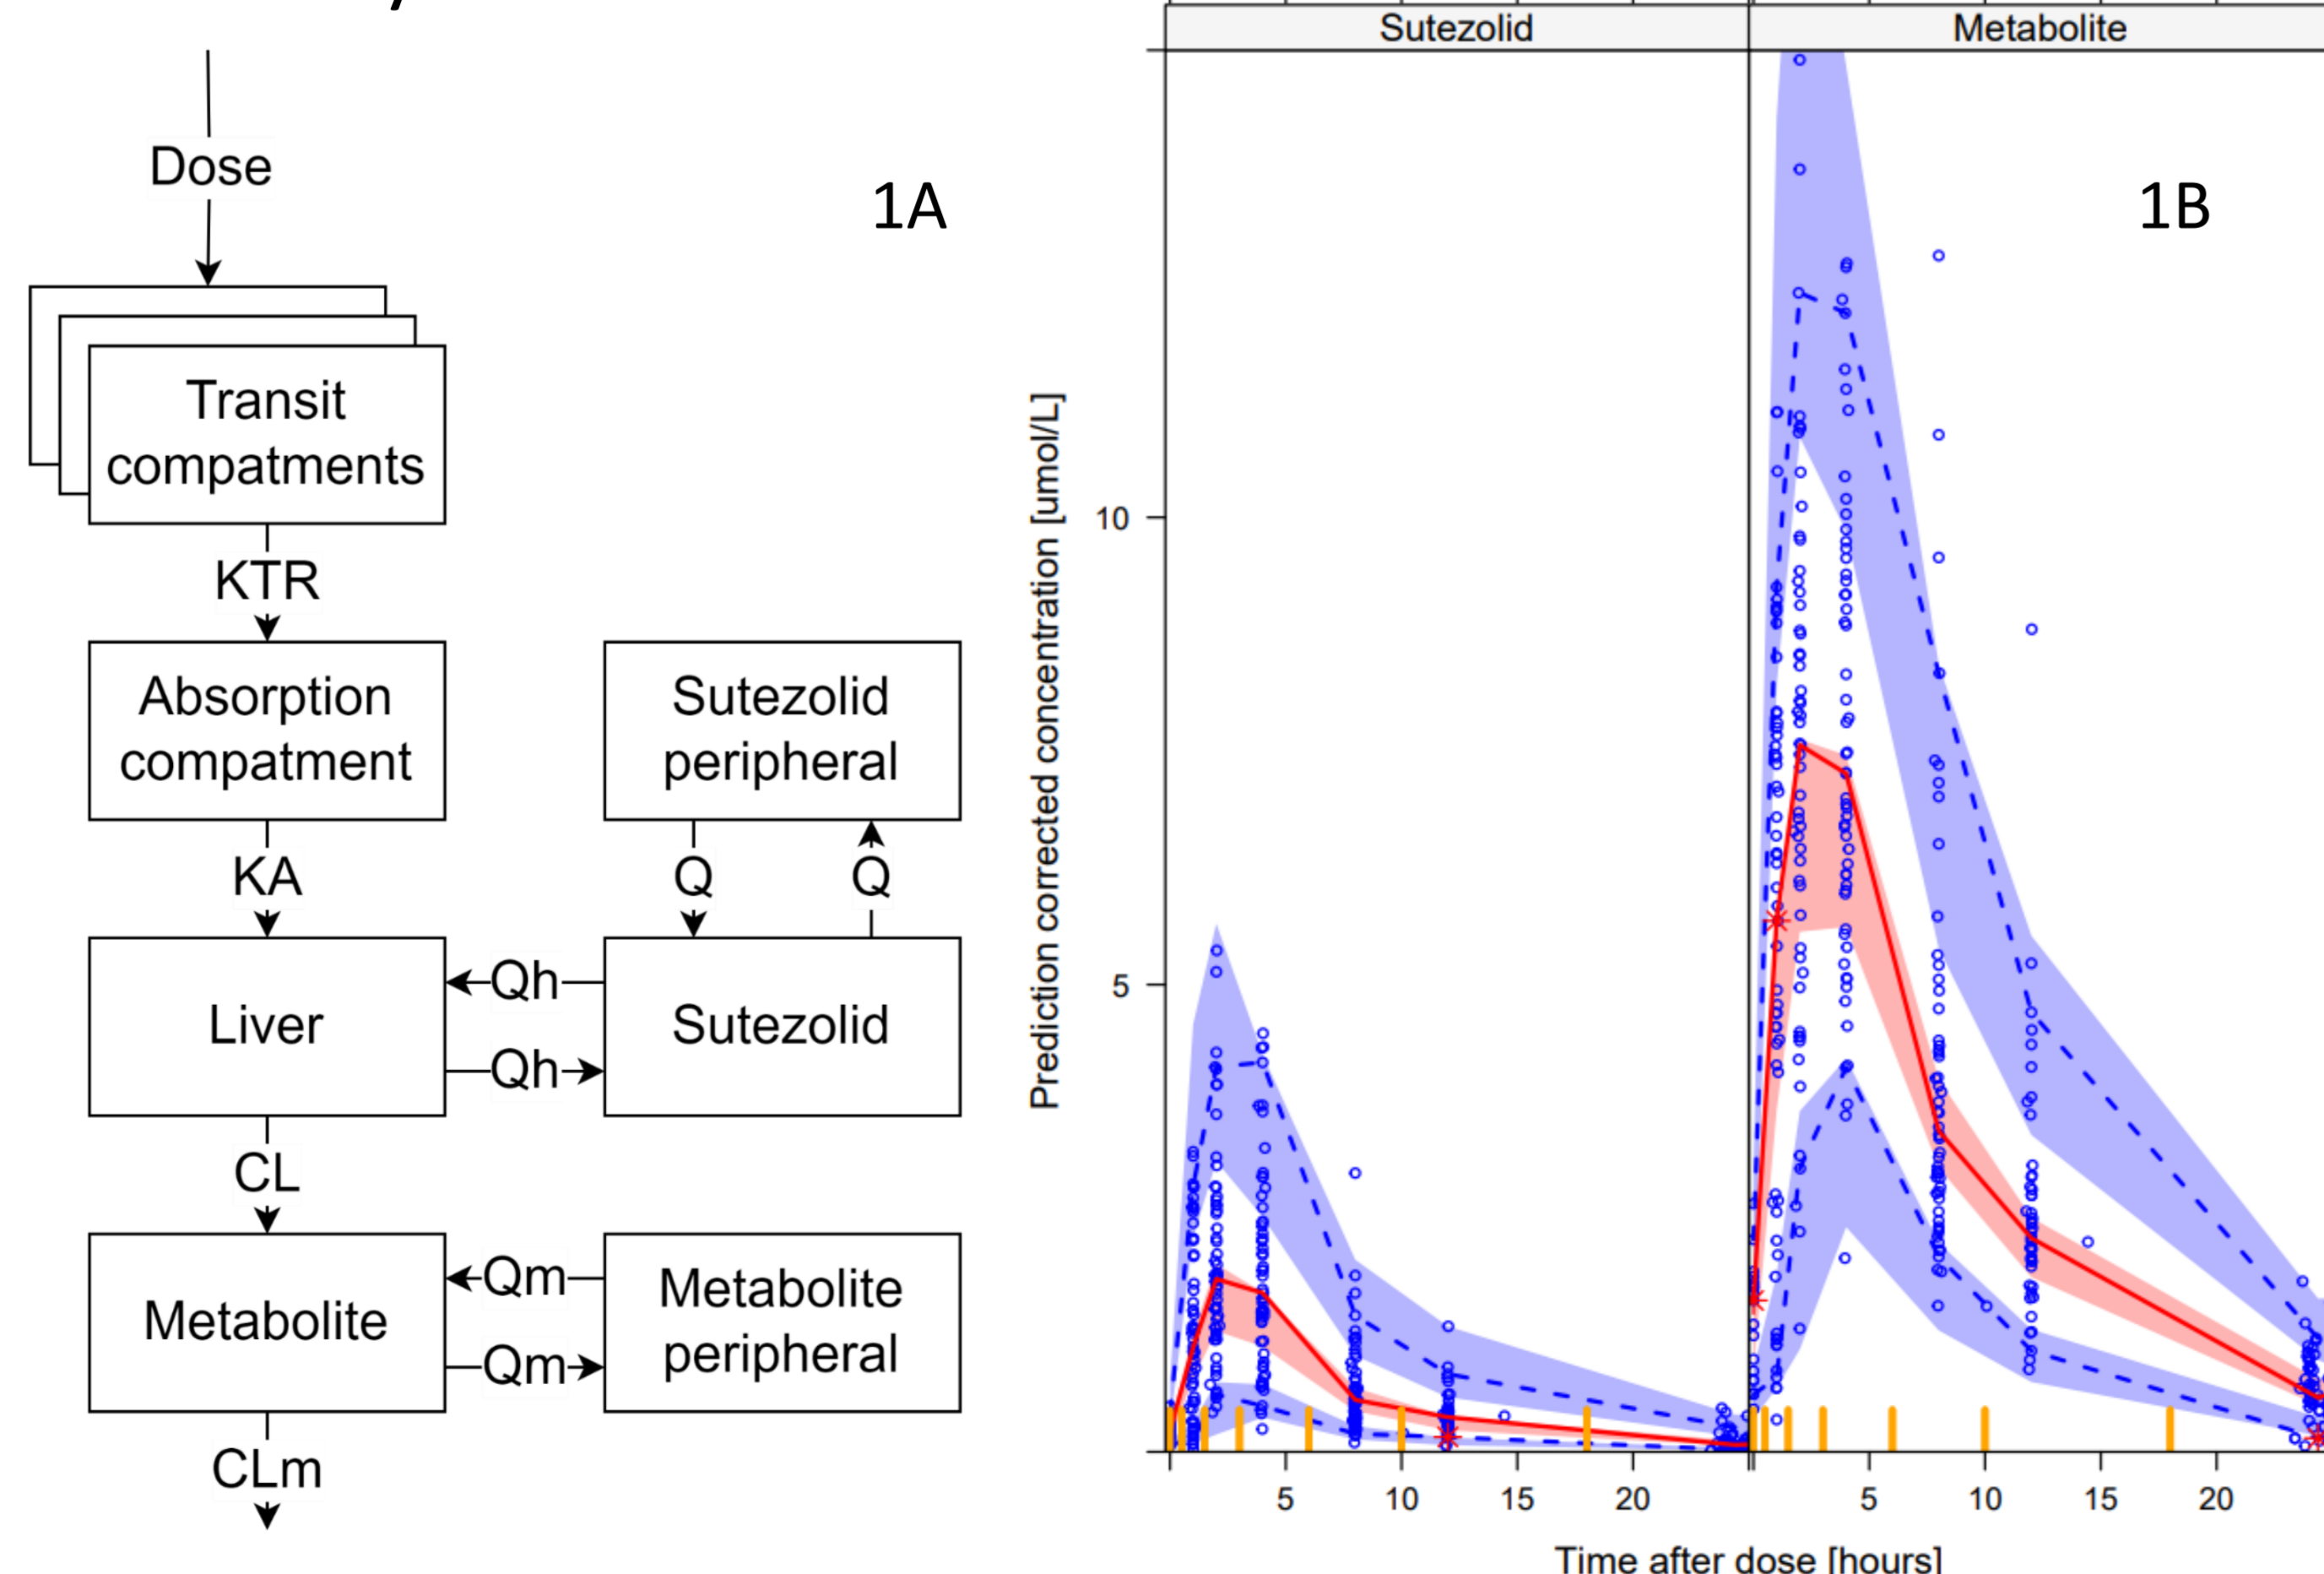 Dose
1A
Transit
compatments
KTR
Absorption
compatment
Sutezolid
peripheral
KA
Q
Q
Liver
Qh
Qh
Sutezolid
CL
Metabolite
Qm
Qm
Metabolite
peripheral
CLm
Sutezolid
Metabolite
1B
Prediction corrected concentration [umol/L]
10
5
5
10
15
20
5
10
15
20
Time after dose [hours]